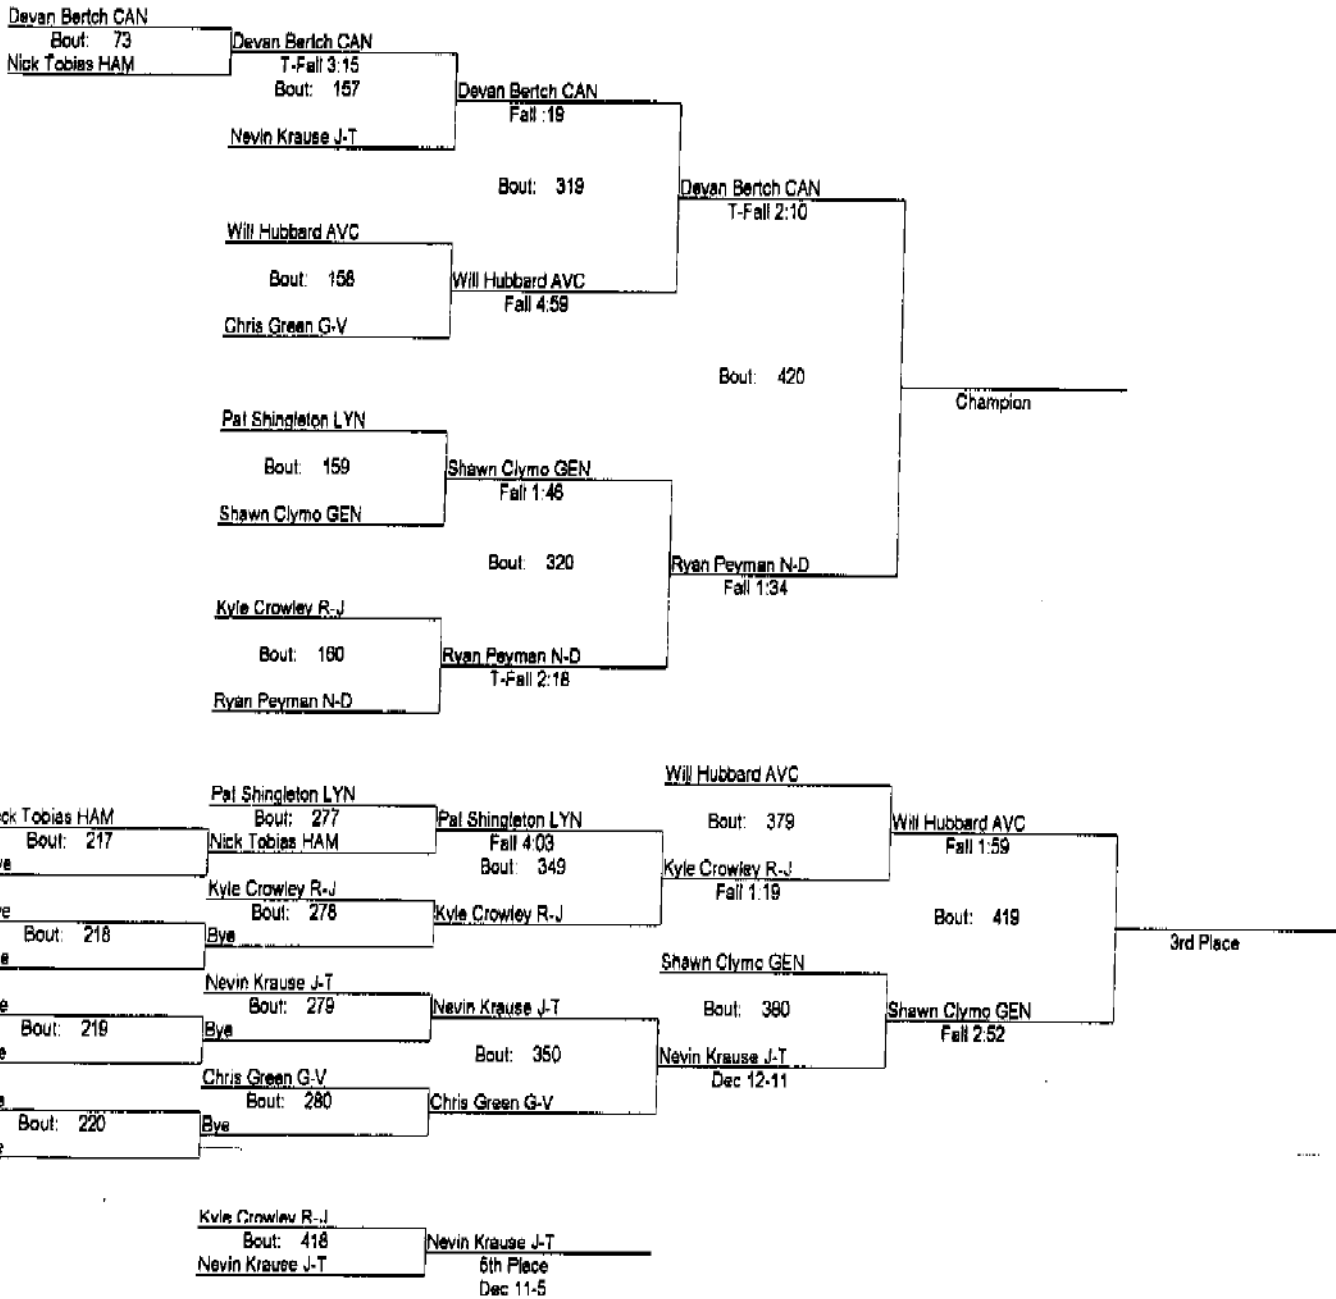 Devan Bertch CAN
Bout: 73
Nick Tobias HAM
Devan Bertch CAN
T-Fall 3:15
Bout: 157
Nevin Krause J-T
Devan Bertch CAN
Fall :19
Bout: 319
Will Hubbard AVC
Bout: 158
Chris Green G-V
Will Hubbard AVC
Fall 4:59
Devan Bertch CAN
T-Fall 2:10
Bout: 420
Champion
Pat Shingleton LYN
Bout: 159
Shawn Clymo GEN
Shawn Clymo GEN
Fall 1:46
Bout: 320
Ryan Peyman N-D
Fall 1:34
Kyle Crowley R-J
Bout: 160
Ryan Peyman N-D
Ryan Peyman N-D
T-Fall 2:18
ck Tobias HAM
Bout: 217
ye
ye
Bout: 218
e
e
Bout: 219
e
e
Bout: 220
e
Pat Shingleton LYN
Bout: 277
Nick Tobias HAM
Kyle Crowley R-J
Bout: 278
Bye
Nevin Krause J-T
Bout: 279
Bye
Chris Green G-V
Bout: 280
Bye
Pat Shingleton LYN
Fall 4:03
Bout: 349
Kyle Crowley R-J
Nevin Krause J-T
Bout: 350
Chris Green G-V
Will Hubbard AVC
Bout: 379
Kyle Crowley R-J
Fall 1:19
Shawn Clymo GEN
Bout: 380
Nevin Krause J-T
Dec 12-11
Will Hubbard AVC
Fall 1:59
Bout: 419
Shawn Clymo GEN
Fall 2:52
3rd Place
Kyle Crowley R-J
Bout: 418
Nevin Krause J-T
Nevin Krause J-T
5th Place
Dec 11-5